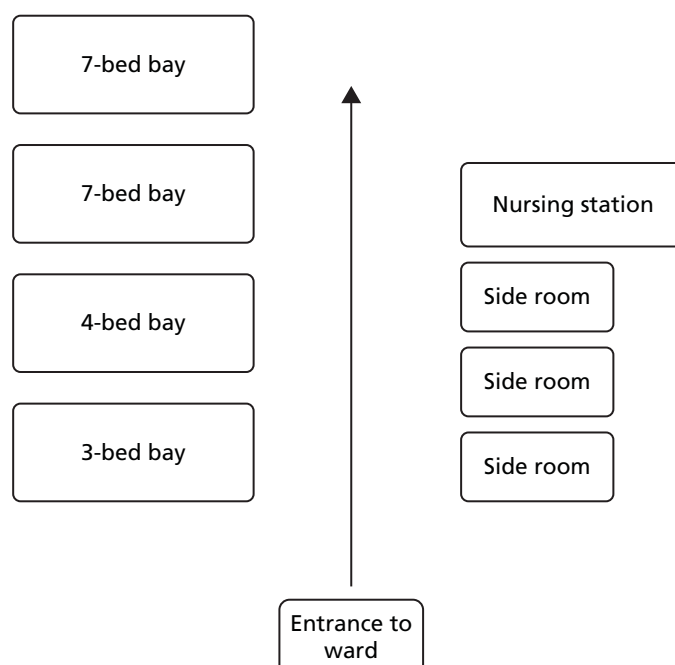 7-bed bay
7-bed bay
Nursing station
4-bed bay
Side room
Side room
3-bed bay
Side room
Entrance to
ward